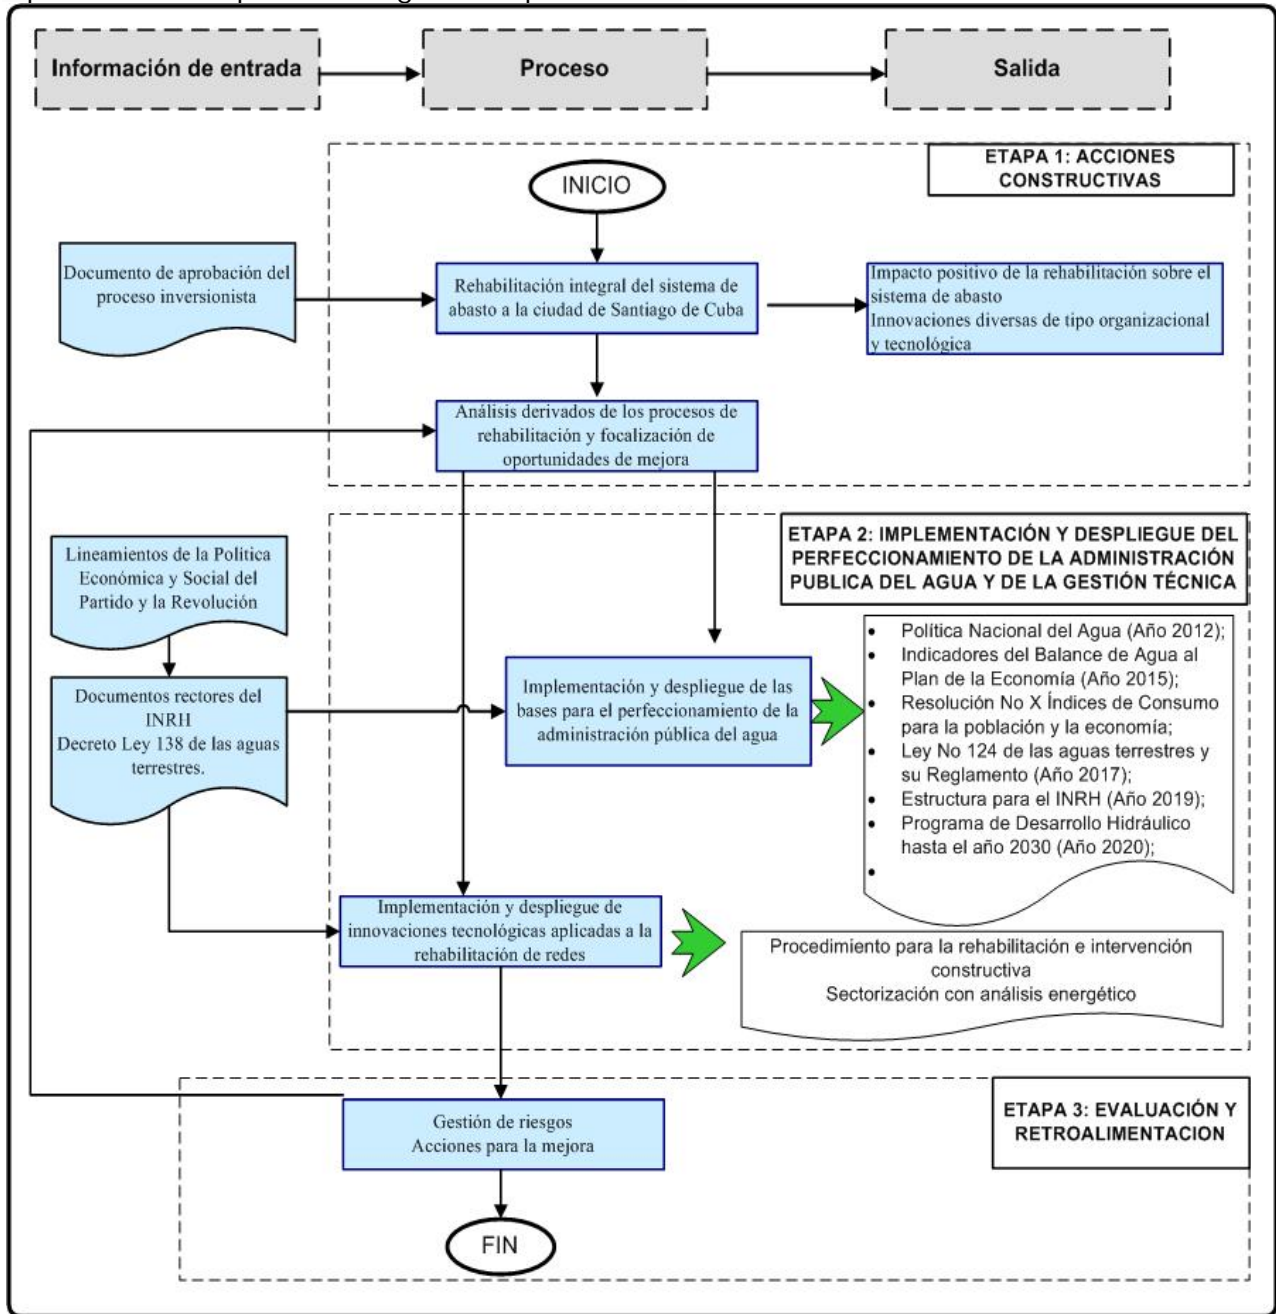 Información de entrada
Proceso
Salida
ETAPA 1: ACCIONES
CONSTRUCTIVAS
INICIO
Documento de aprobación del
proceso inversionista
Rehabilitación integral del sistema de
abasto a la ciudad de Santiago de Cuba
Impacto positivo de la rehabilitación sobre el
sistema de abasto
Innovaciones diversas de tipo organizacional
y tecnológica
Análisis derivados de los procesos de
rehabilitación y focalización de
oportunidades de mejora
ETAPA 2: IMPLEMENTACIÓN Y DESPLIEGUE DEL
PERFECCIONAMIENTO DE LA ADMINISTRACIÓN
PUBLICA DEL AGUA Y DE LA GESTIÓN TÉCNICA
Lineamientos de la Política
Económica y Social del
Partido y la Revolución
Documentos rectores del
INRH
Decreto Ley 138 de las aguas
terrestres.
Implementación y despliegue de las
bases para el perfeccionamiento de la
administración pública del agua
• Política Nacional del Agua (Año 2012);
• Indicadores del Balance de Agua al
Plan de la Economía (Año 2015);
• Resolución No X Índices de Consumo
para la población y la economía;
• Ley No 124 de las aguas terrestres y
su Reglamento (Año 2017);
• Estructura para el INRH (Año 2019);
• Programa de Desarrollo Hidráulico
hasta el año 2030 (Año 2020);
•
Implementación y despliegue de
innovaciones tecnológicas aplicadas a la
rehabilitación de redes
Procedimiento para la rehabilitación e intervención
constructiva
Sectorización con análisis energético
ETAPA 3: EVALUACIÓN Y
RETROALIMENTACION
Gestión de riesgos
Acciones para la mejora
FIN